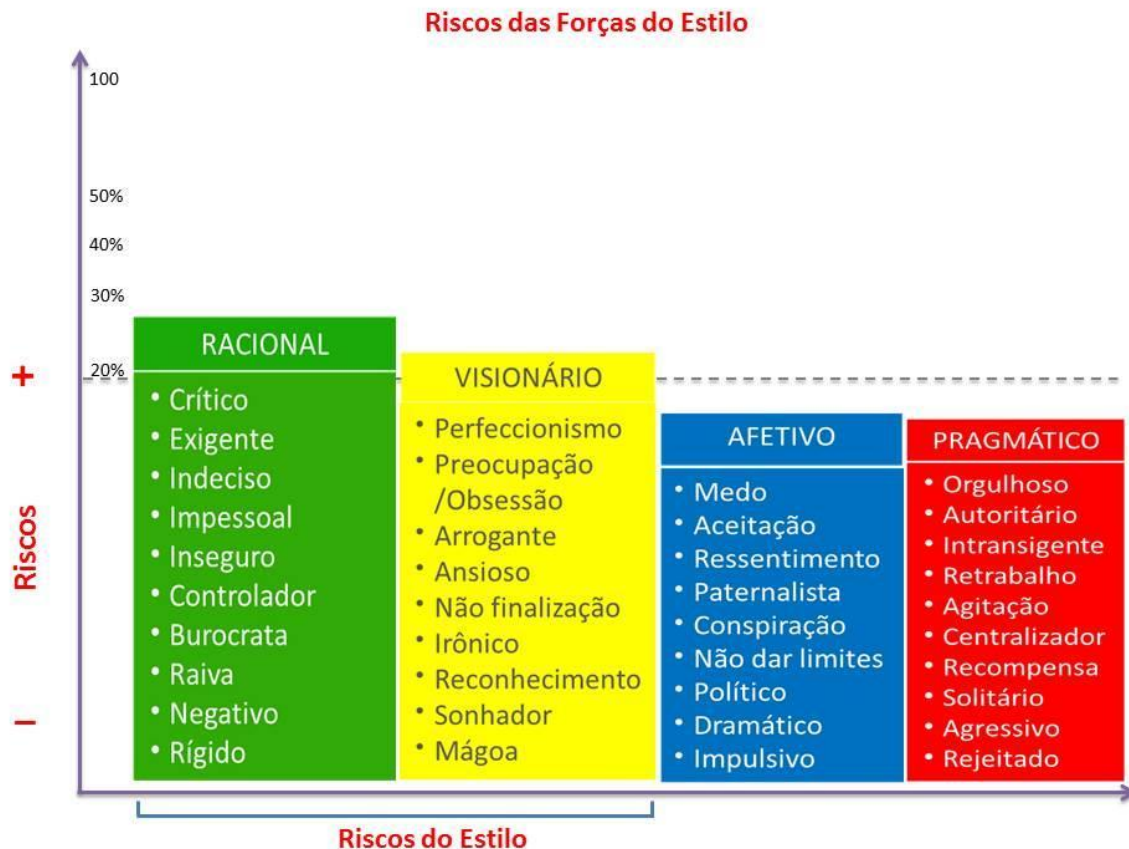 Riscos das Forças do Estilo
100
50%
40%
30%
20%
+
Riscos
–
RACIONAL
• Crítico
• Exigente
• Indeciso
• Impessoal
• Inseguro
• Controlador
• Burocrata
• Raiva
• Negativo
• Rígido
VISIONÁRIO
• Perfeccionismo
• Preocupação
/Obsessão
• Arrogante
• Ansioso
• Não finalização
• Irônico
• Reconhecimento
• Sonhador
• Mágoa
AFETIVO
• Medo
• Aceitação
• Ressentimento
• Paternalista
• Conspiração
• Não dar limites
• Político
• Dramático
• Impulsivo
PRAGMÁTICO
• Orgulhoso
• Autoritário
• Intransigente
• Retrabalho
• Agitação
• Centralizador
• Recompensa
• Solitário
• Agressivo
• Rejeitado
Riscos do Estilo